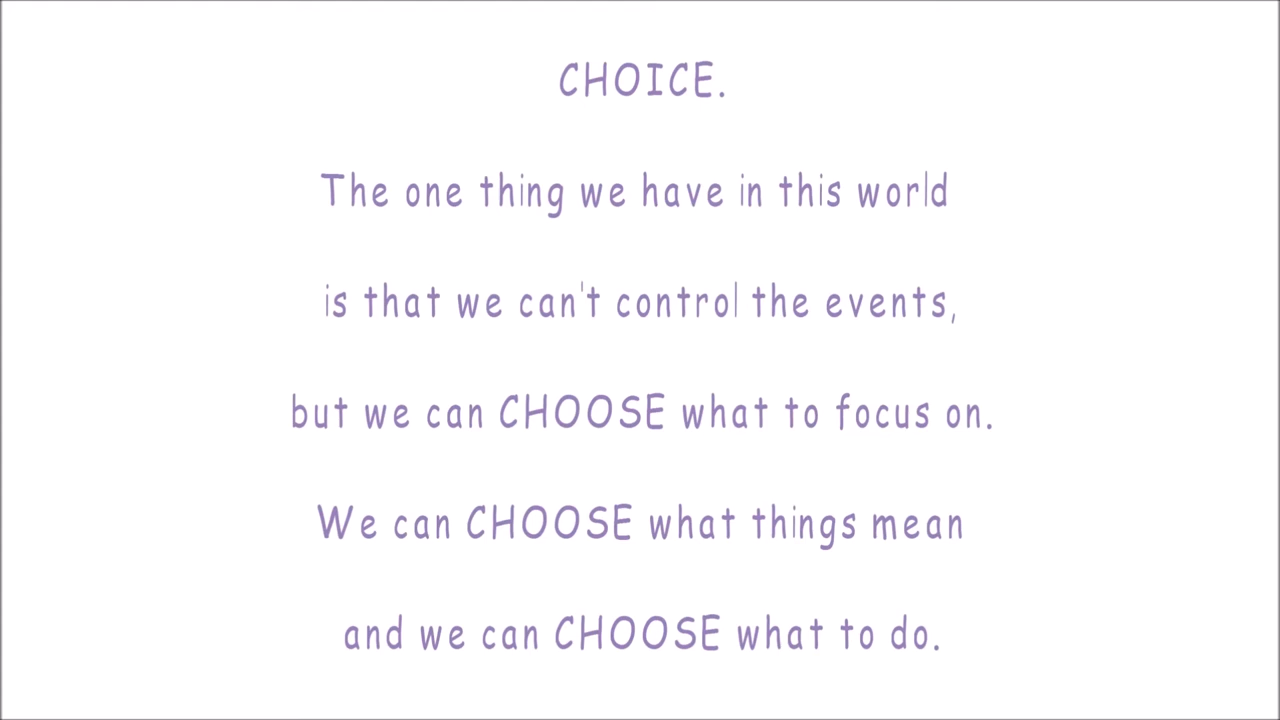 CHOICE.
The one thing we have in this world
is that we can't control the events,
but we can CHOOSE what to focus on.
We can CHOOSE what things mean
and we can CHOOSE what to do.